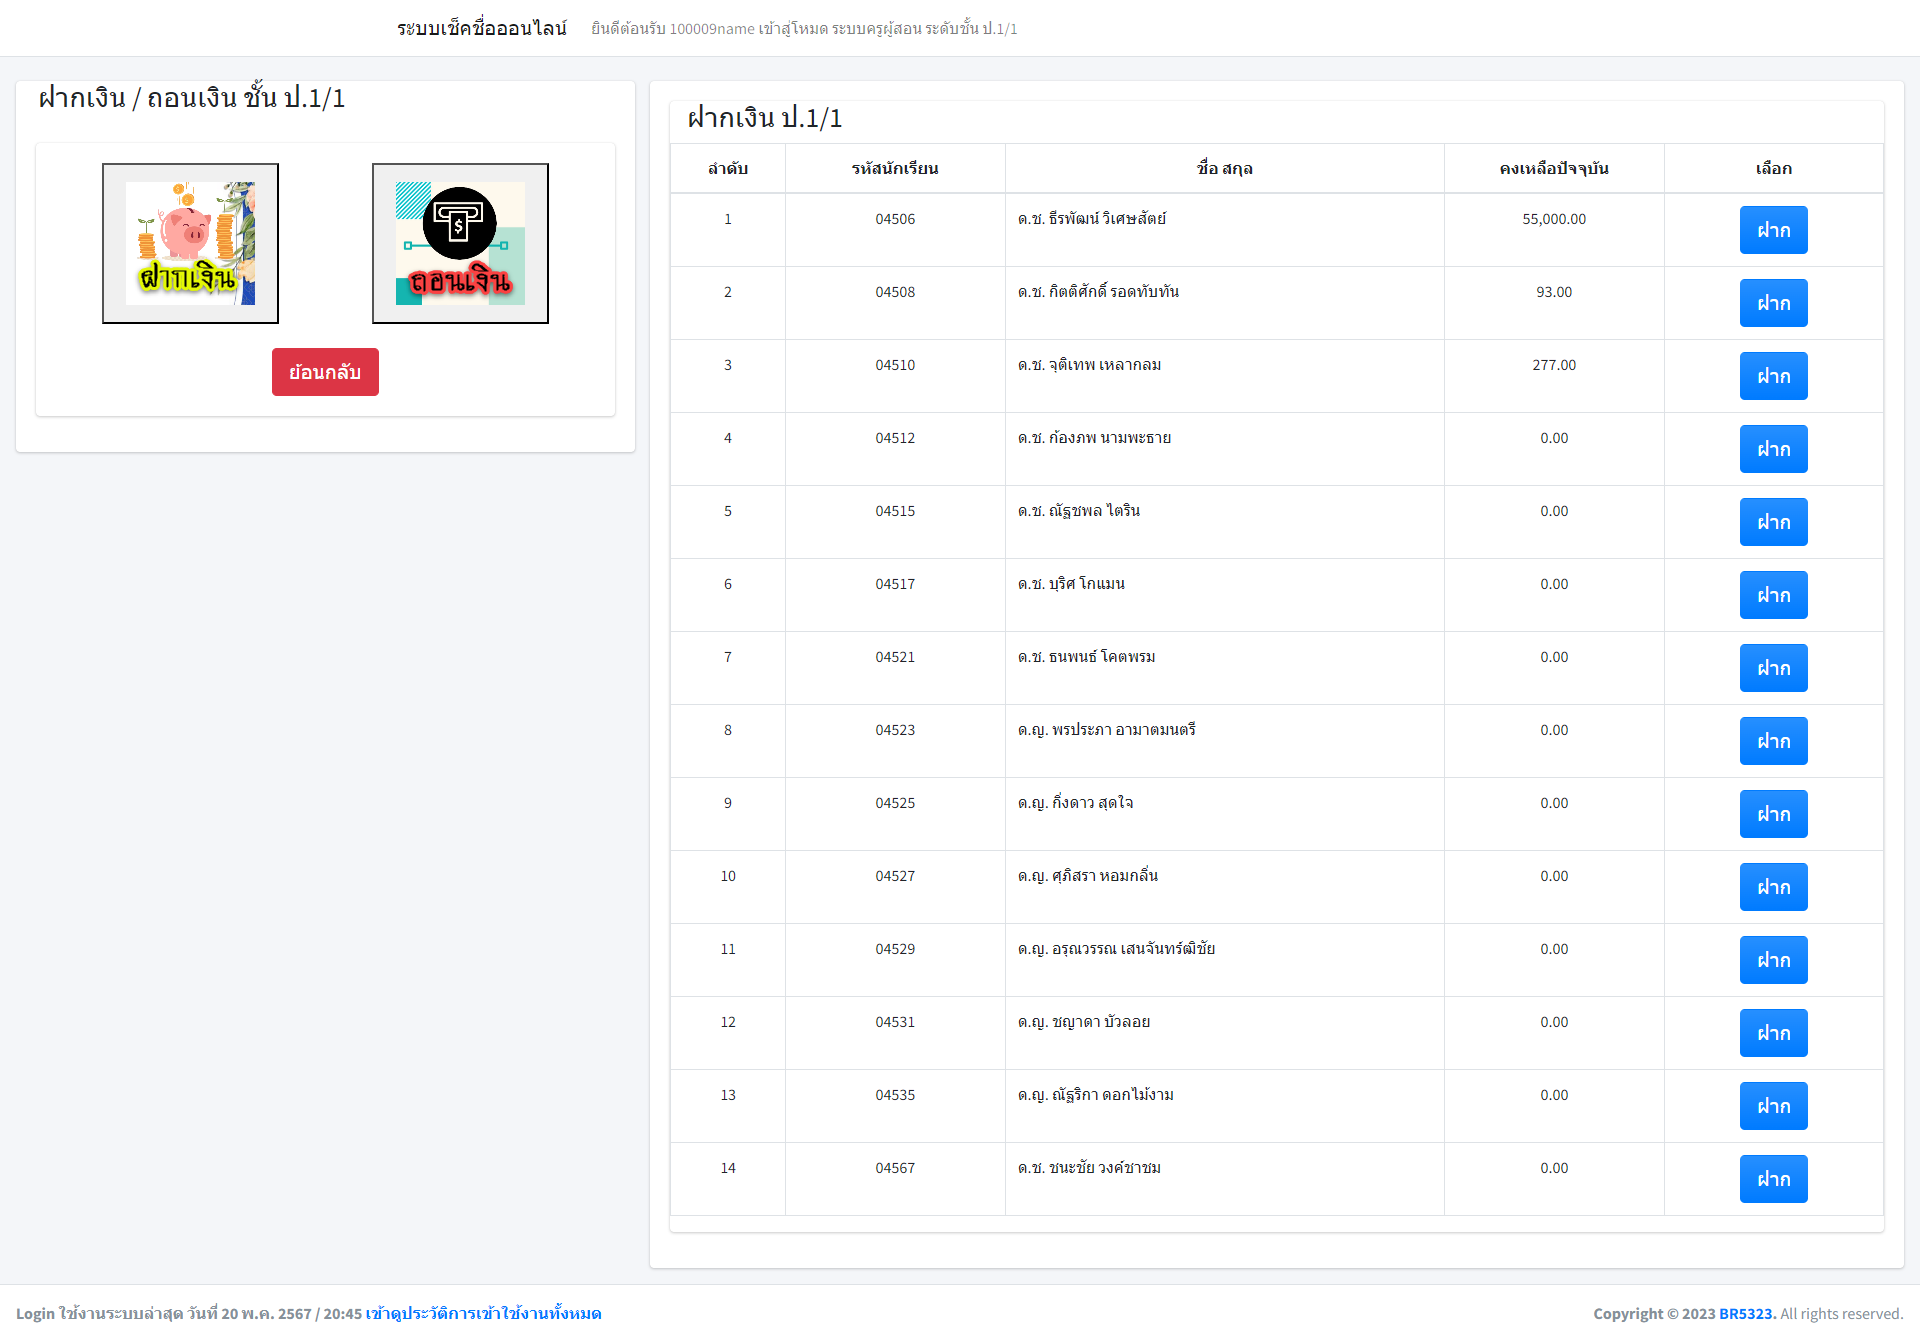 ระบบเช็คชื่อออนไลน์ ยินดีต้อนรับ 100009name เข้าสู่โหมด ระบบครูผู้สอน ระดับชั้น ป.1/1
ฝากเงิน / ถอนเงิน ชั้น ป.1/1
ฝากเงิน ถอนเงิน
ย้อนกลับ
ฝากเงิน ป.1/1
ลำดับ รหัสนักเรียน ชื่อ สกุล คงเหลือปัจจุบัน เลือก
1 04506 ด.ช. ธีรพัฒน์ วิเศษสัตย์ 55,000.00 ฝาก
2 04508 ด.ช. กิตติศักดิ์ รอดทับทัน 93.00 ฝาก
3 04510 ด.ช. จุติเทพ เหลากลม 277.00 ฝาก
4 04512 ด.ช. ก้องภพ นามพะธาย 0.00 ฝาก
5 04515 ด.ช. ณัฐชพล ไตริน 0.00 ฝาก
6 04517 ด.ช. บุริศ โกแมน 0.00 ฝาก
7 04521 ด.ช. ธนพนธ์ โคตพรม 0.00 ฝาก
8 04523 ด.ญ. พรประภา อามาตมนตรี 0.00 ฝาก
9 04525 ด.ญ. กิ่งดาว สุดใจ 0.00 ฝาก
10 04527 ด.ญ. ศุภิสรา หอมกลิ่น 0.00 ฝาก
11 04529 ด.ญ. อรุณวรรณ เสนจันทร์ฒิชัย 0.00 ฝาก
12 04531 ด.ญ. ชญาดา บัวลอย 0.00 ฝาก
13 04535 ด.ญ. ณัฐริกา ดอกไม้งาม 0.00 ฝาก
14 04567 ด.ช. ชนะชัย วงค์ชาชม 0.00 ฝาก
Login ใช้งานระบบล่าสุด วันที่ 20 พ.ค. 2567 / 20:45 เข้าดูประวัติการเข้าใช้งานทั้งหมด
Copyright © 2023 BR5323. All rights reserved.